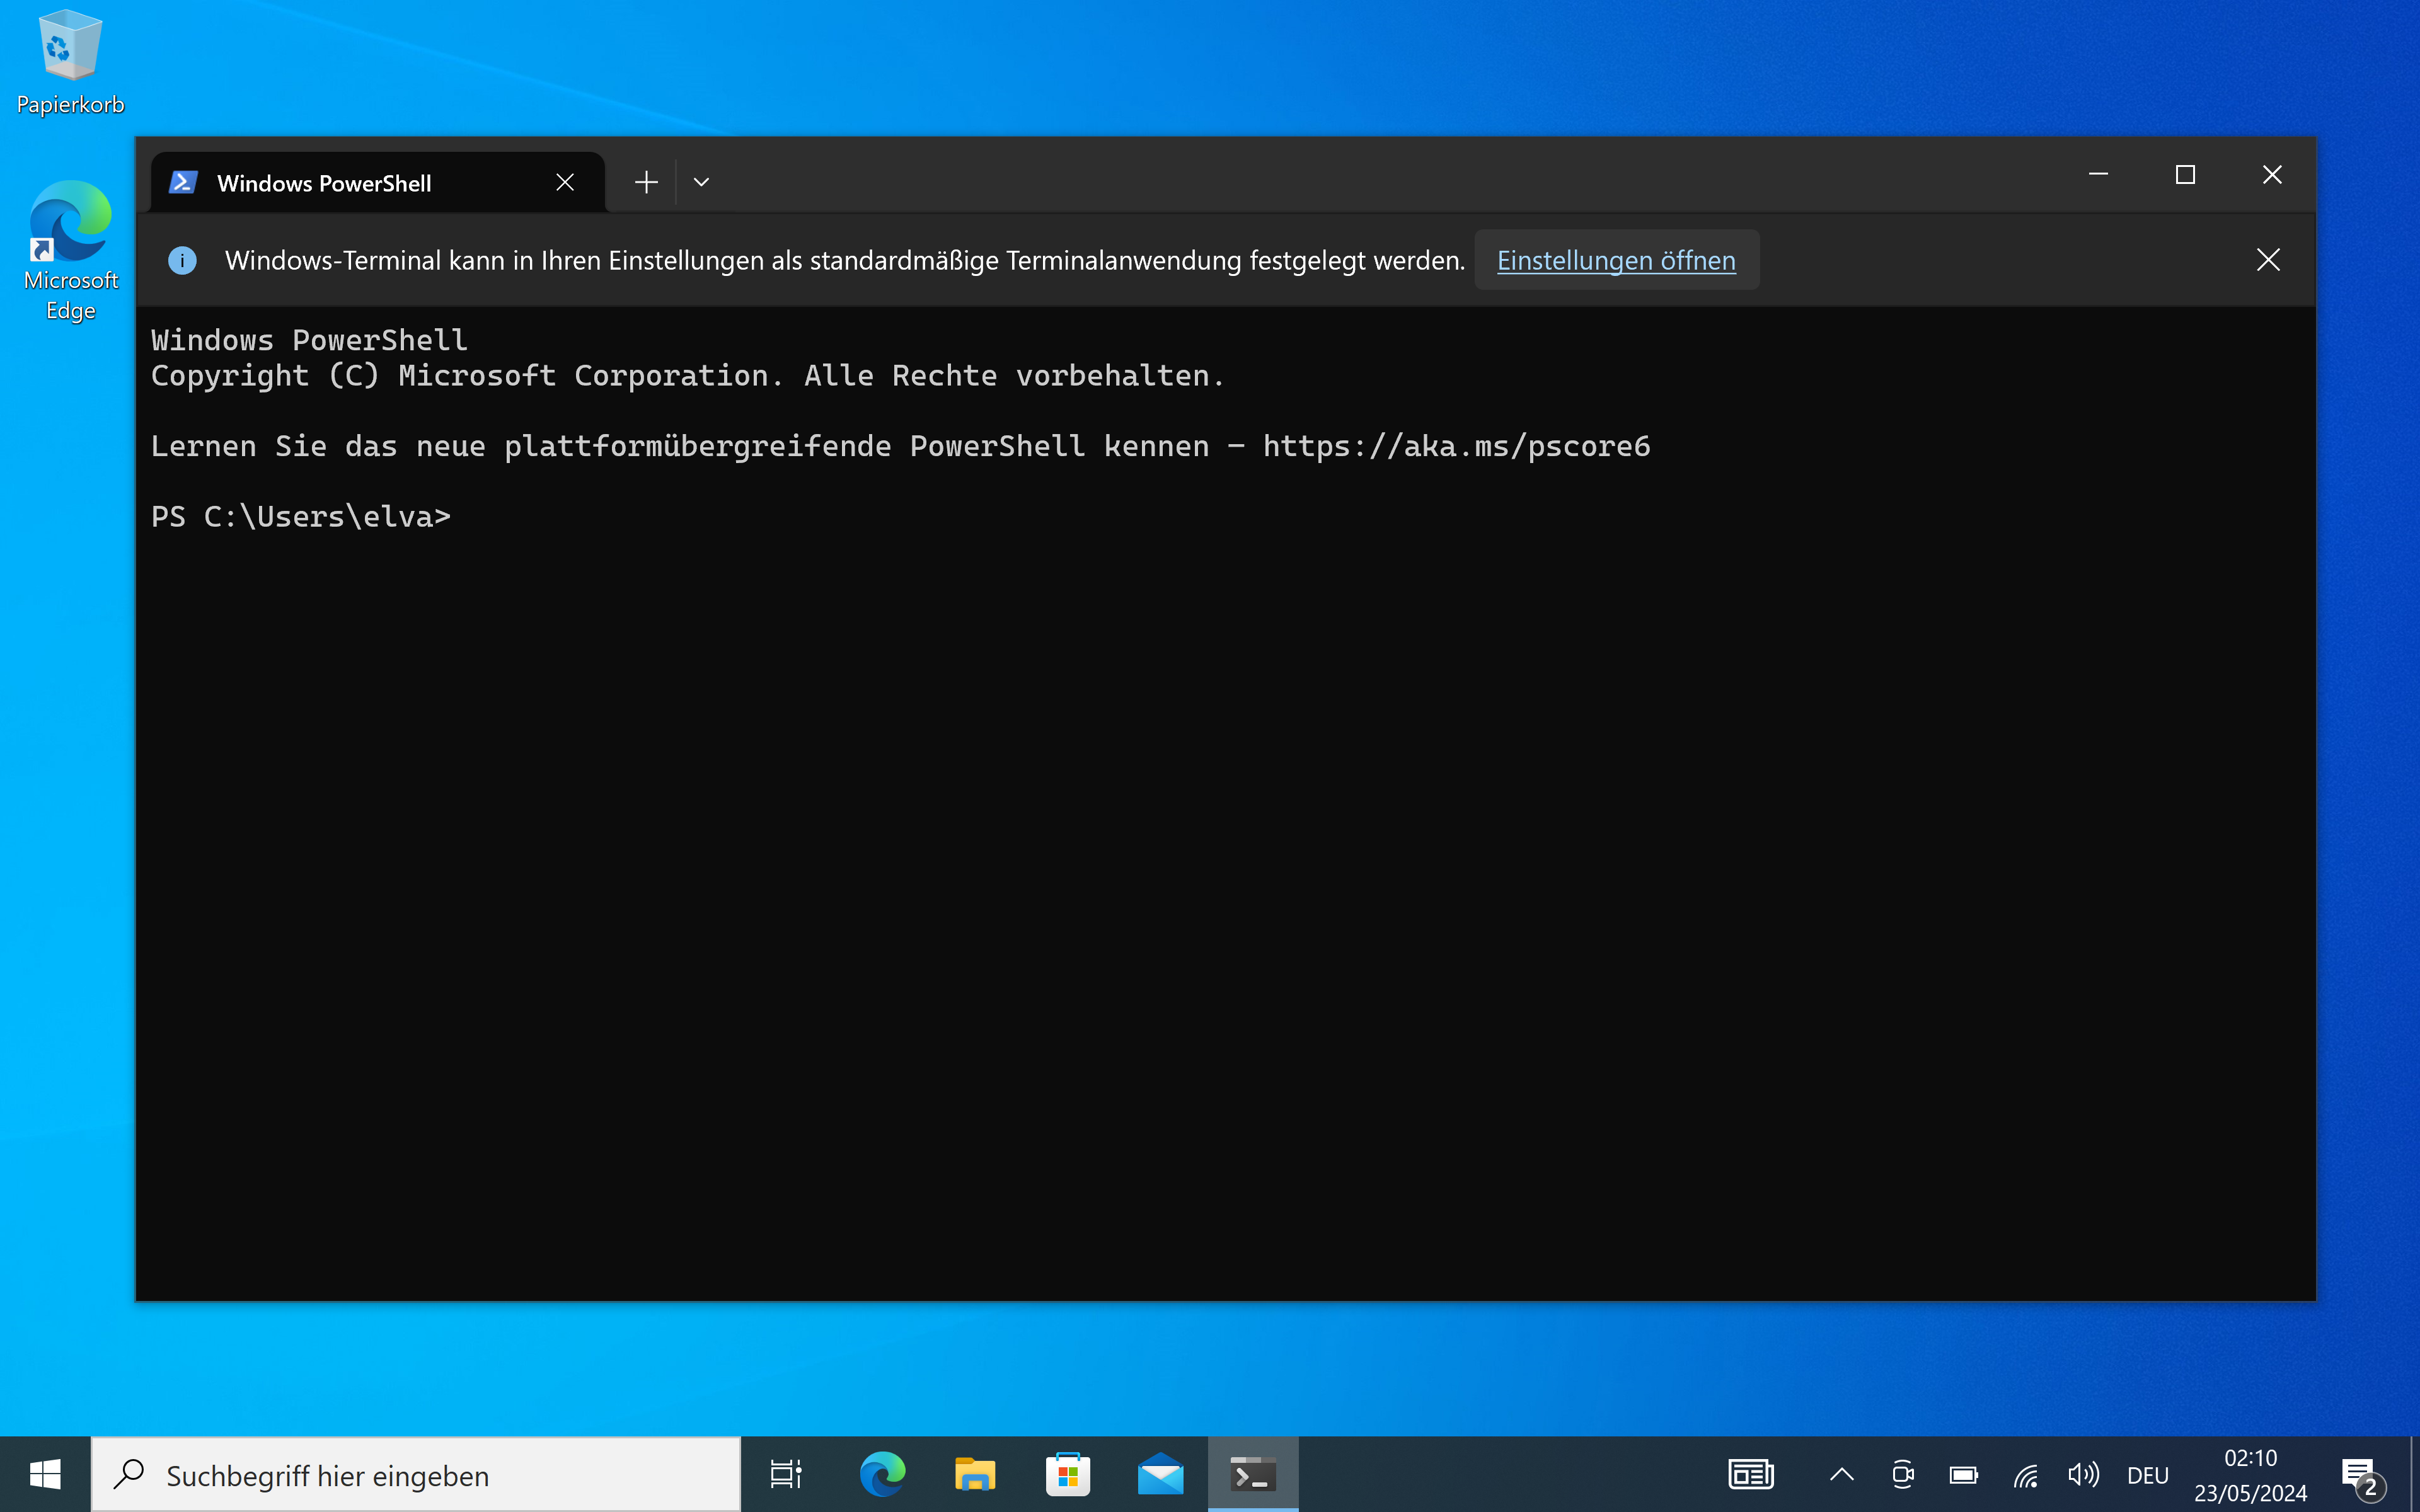 Papierkorb
Microsoft
Edge
Windows PowerShell
Windows-Terminal kann in Ihren Einstellungen als standardmäßige Terminalanwendung festgelegt werden. Einstellungen öffnen
Windows PowerShell
Copyright (C) Microsoft Corporation. Alle Rechte vorbehalten.
Lernen Sie das neue plattformübergreifende PowerShell kennen – https://aka.ms/pscore6
PS C:\Users\elva>
Suchbegriff hier eingeben
DEU
02:10
23/05/2024
2